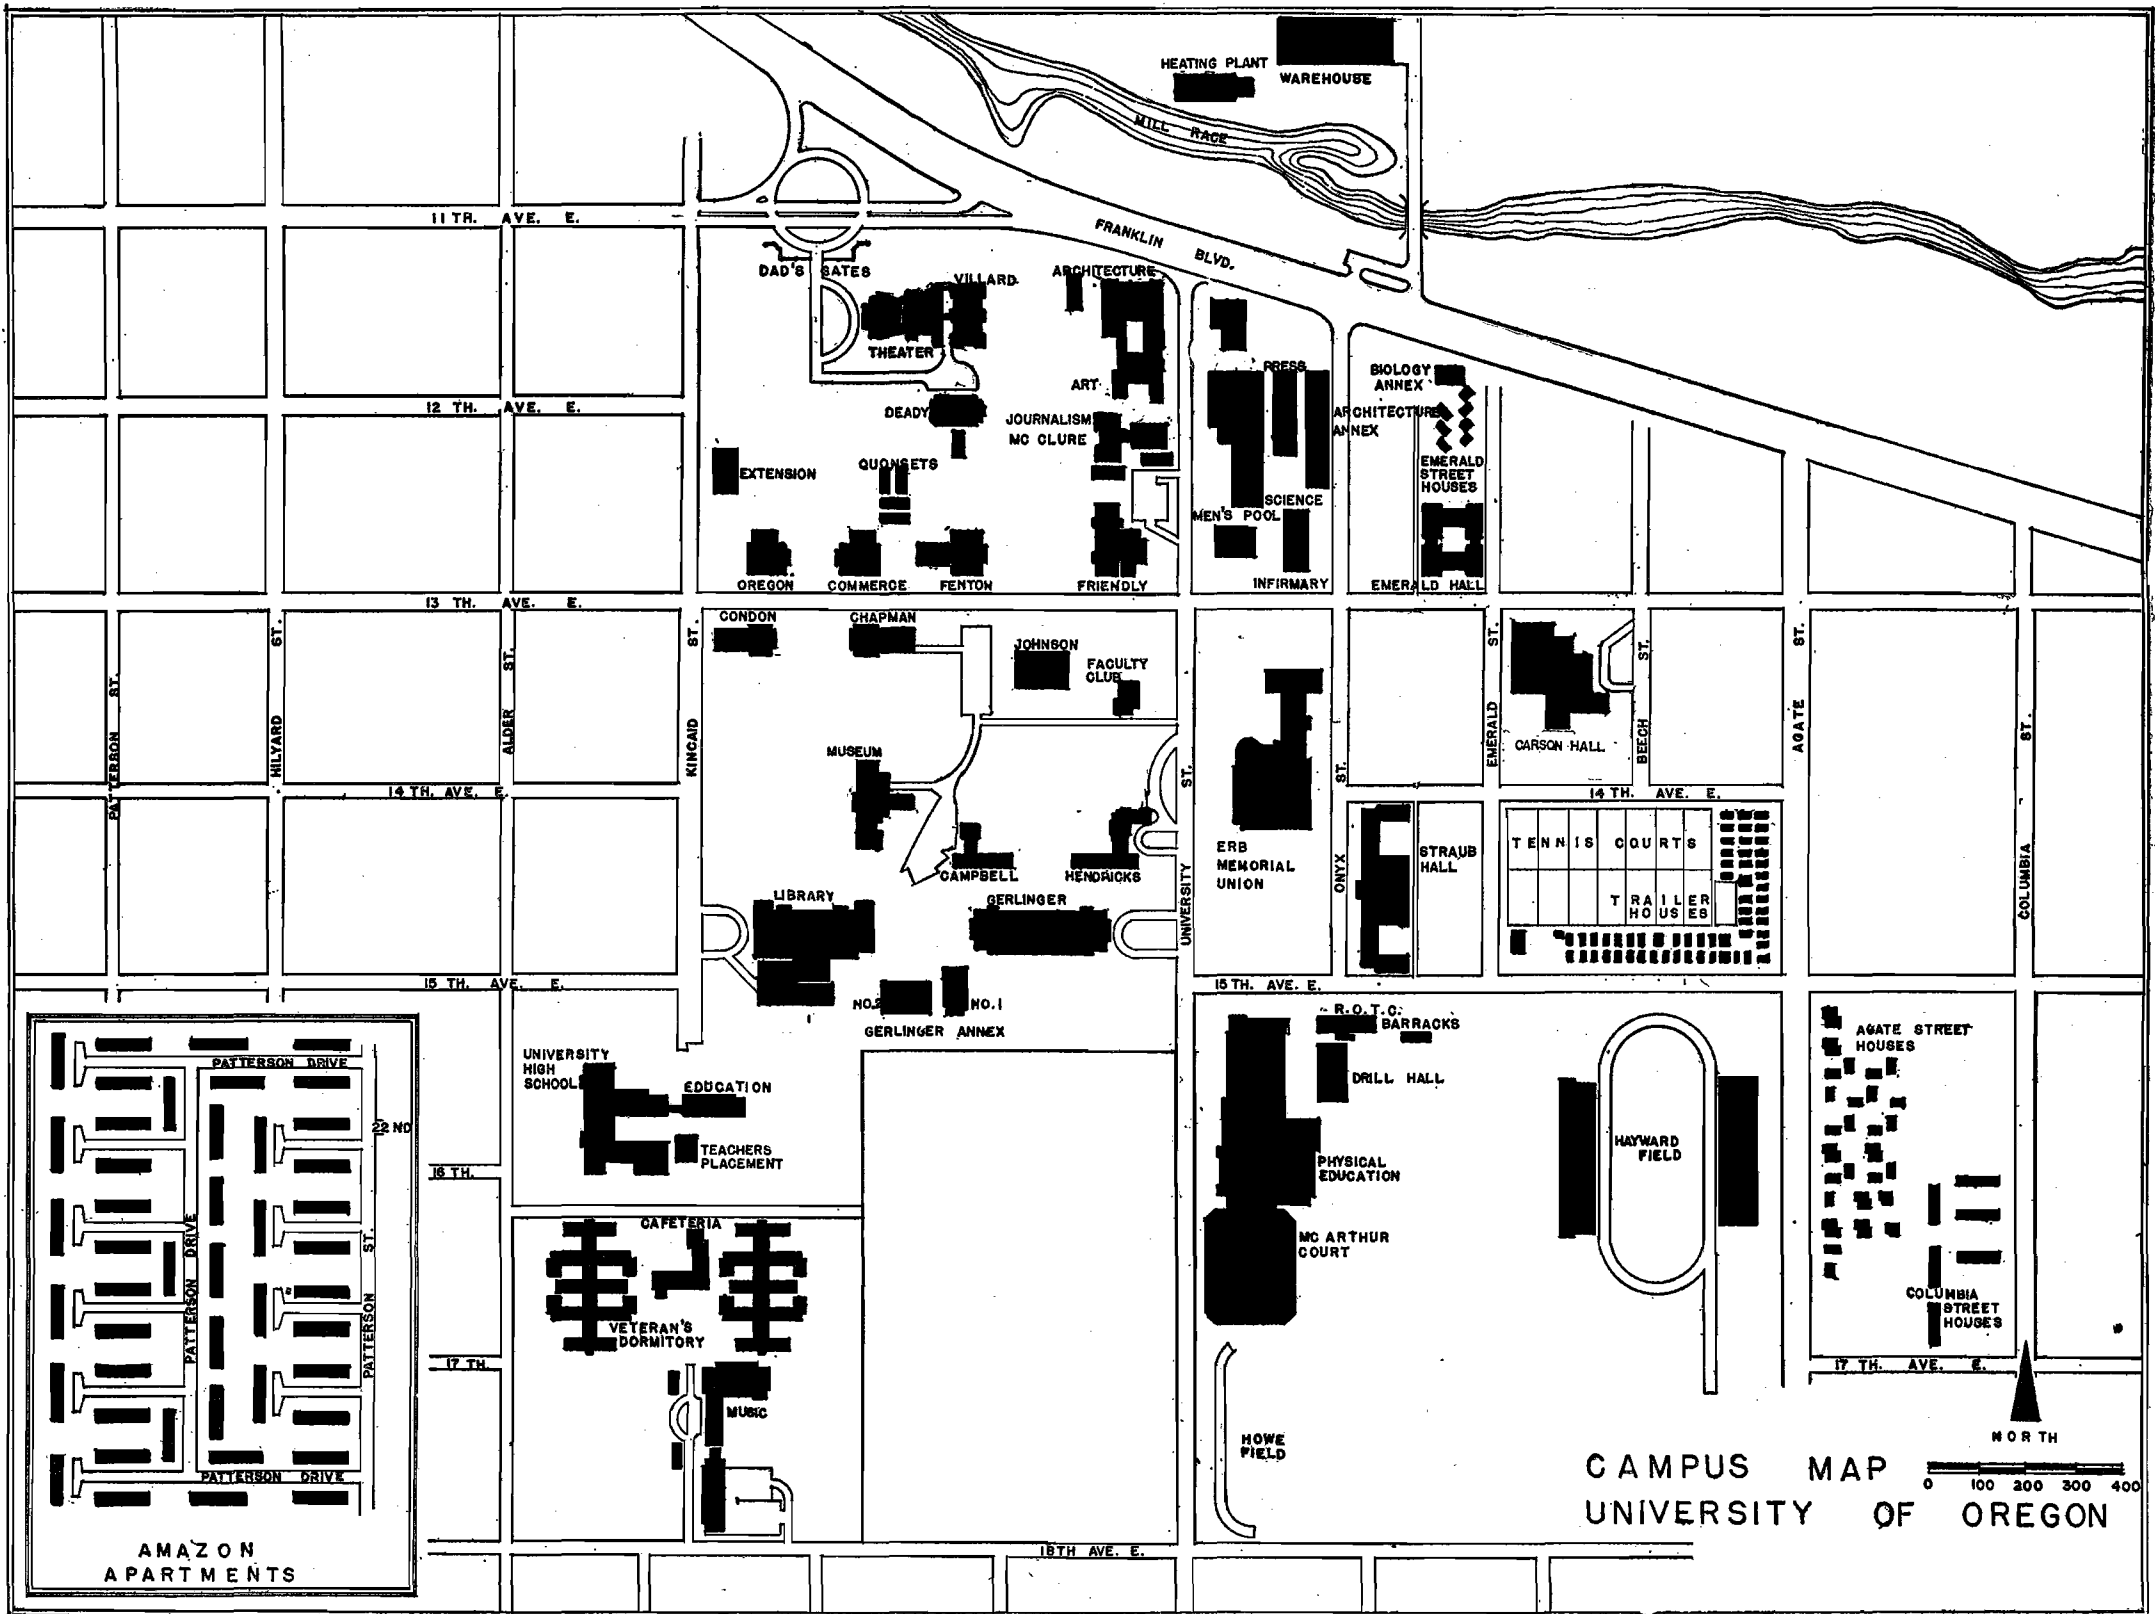 HEATING PLANT
WAREHOUSE
MILL RACE
11 TH. AVE. E.
FRANKLIN BLVD.
DAD'S GATES
VILLARD
ARCHITECTURE
THEATER
PRESS
BIOLOGY
ANNEX
ART
12 TH. AVE. E.
DEADY
JOURNALISM
MC CLURE
ARCHITECTURE
ANNEX
EXTENSION
QUONSETS
EMERALD
STREET
HOUSES
SCIENCE
MEN'S POOL
OREGON
COMMERCE
FENTON
FRIENDLY
INFIRMARY
EMERALD HALL
13 TH. AVE. E.
CONDON
CHAPMAN
JOHNSON
FACULTY
CLUB
PATTERSON ST.
HILYARD ST.
ALDER ST.
KINCAID ST.
UNIVERSITY ST.
ONYX ST.
EMERALD ST.
BEECH ST.
AGATE ST.
COLUMBIA ST.
CARSON HALL
MUSEUM
14 TH. AVE. E.
14 TH. AVE. E.
TENNIS COURTS
TRAILER
HOUSES
ERB
MEMORIAL
UNION
STRAUB
HALL
CAMPBELL
HENDRICKS
LIBRARY
GERLINGER
15 TH. AVE. E.
15 TH. AVE. E.
NO.2
NO.1
GERLINGER ANNEX
R.O.T.C.
BARRACKS
DRILL HALL
AGATE STREET
HOUSES
UNIVERSITY
HIGH
SCHOOL
EDUCATION
TEACHERS
PLACEMENT
PATTERSON DRIVE
22 ND
PATTERSON DRIVE
PATTERSON DRIVE
PATTERSON ST.
PATTERSON DRIVE
AMAZON
APARTMENTS
16 TH.
PHYSICAL
EDUCATION
HAYWARD
FIELD
CAFETERIA
VETERAN'S
DORMITORY
MC ARTHUR
COURT
COLUMBIA
STREET
HOUSES
17 TH.
17 TH. AVE. E.
MUSIC
HOWE
FIELD
NORTH
CAMPUS MAP
0 100 200 300 400
UNIVERSITY OF OREGON
18TH AVE. E.